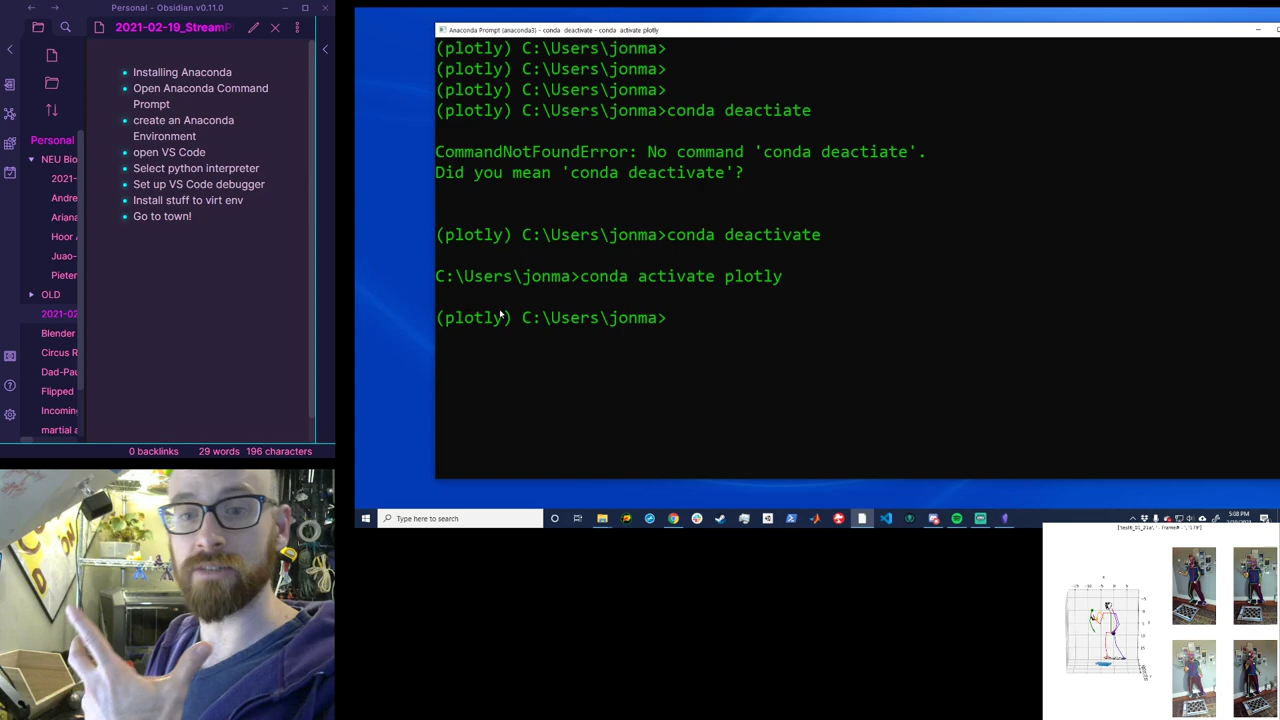 Personal - Obsidian v0.11.0
2021-02-19_StreamP
Installing Anaconda
Open Anaconda Command
Prompt
create an Anaconda
Environment
open VS Code
Select python interpreter
Set up VS Code debugger
Install stuff to virt env
Go to town!
Personal
NEU Bio
2021-
Andre
Ariana
Hoor
Juao-
Pieter
OLD
2021-02
Blender
Circus R
Dad-Pau
Flipped
Incoming
martial a
0 backlinks 29 words 196 characters
Anaconda Prompt (anaconda3) - conda deactivate - conda activate plotly
(plotly) C:\Users\jonma>
(plotly) C:\Users\jonma>
(plotly) C:\Users\jonma>
(plotly) C:\Users\jonma>conda deactiate
CommandNotFoundError: No command 'conda deactiate'.
Did you mean 'conda deactivate'?
(plotly) C:\Users\jonma>conda deactivate
C:\Users\jonma>conda activate plotly
(plotly) C:\Users\jonma>
Type here to search
5:08 PM